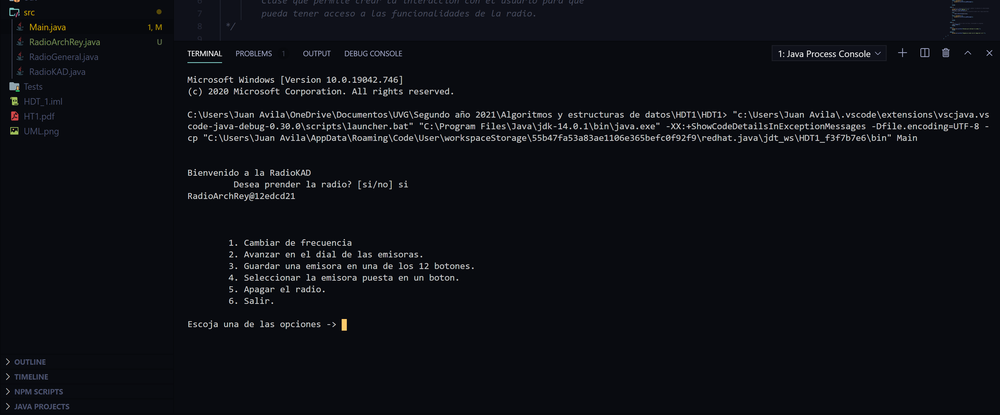 src
Main.java 1, M
RadioArchRey.java U
RadioGeneral.java
RadioKAD.java
Tests
HDT_1.iml
HT1.pdf
UML.png
OUTLINE
TIMELINE
NPM SCRIPTS
JAVA PROJECTS
6 Clase que permite crear la interaccion con el usuario para que
7 pueda tener acceso a las funcionalidades de la radio.
8 */
9
TERMINAL PROBLEMS 1 OUTPUT DEBUG CONSOLE 1: Java Process Console
Microsoft Windows [Version 10.0.19042.746]
(c) 2020 Microsoft Corporation. All rights reserved.
C:\Users\Juan Avila\OneDrive\Documentos\UVG\Segundo año 2021\Algoritmos y estructuras de datos\HDT1\HDT1> "c:\Users\Juan Avila\.vscode\extensions\vscjava.vs
code-java-debug-0.30.0\scripts\launcher.bat" "C:\Program Files\Java\jdk-14.0.1\bin\java.exe" -XX:+ShowCodeDetailsInExceptionMessages -Dfile.encoding=UTF-8 -
cp "C:\Users\Juan Avila\AppData\Roaming\Code\User\workspaceStorage\55b47fa53a83ae1106e365befc0f92f9\redhat.java\jdt_ws\HDT1_f3f7b7e6\bin" Main
Bienvenido a la RadioKAD
Desea prender la radio? [si/no] si
RadioArchRey@12edcd21
1. Cambiar de frecuencia
2. Avanzar en el dial de las emisoras.
3. Guardar una emisora en una de los 12 botones.
4. Seleccionar la emisora puesta en un boton.
5. Apagar el radio.
6. Salir.
Escoja una de las opciones ->